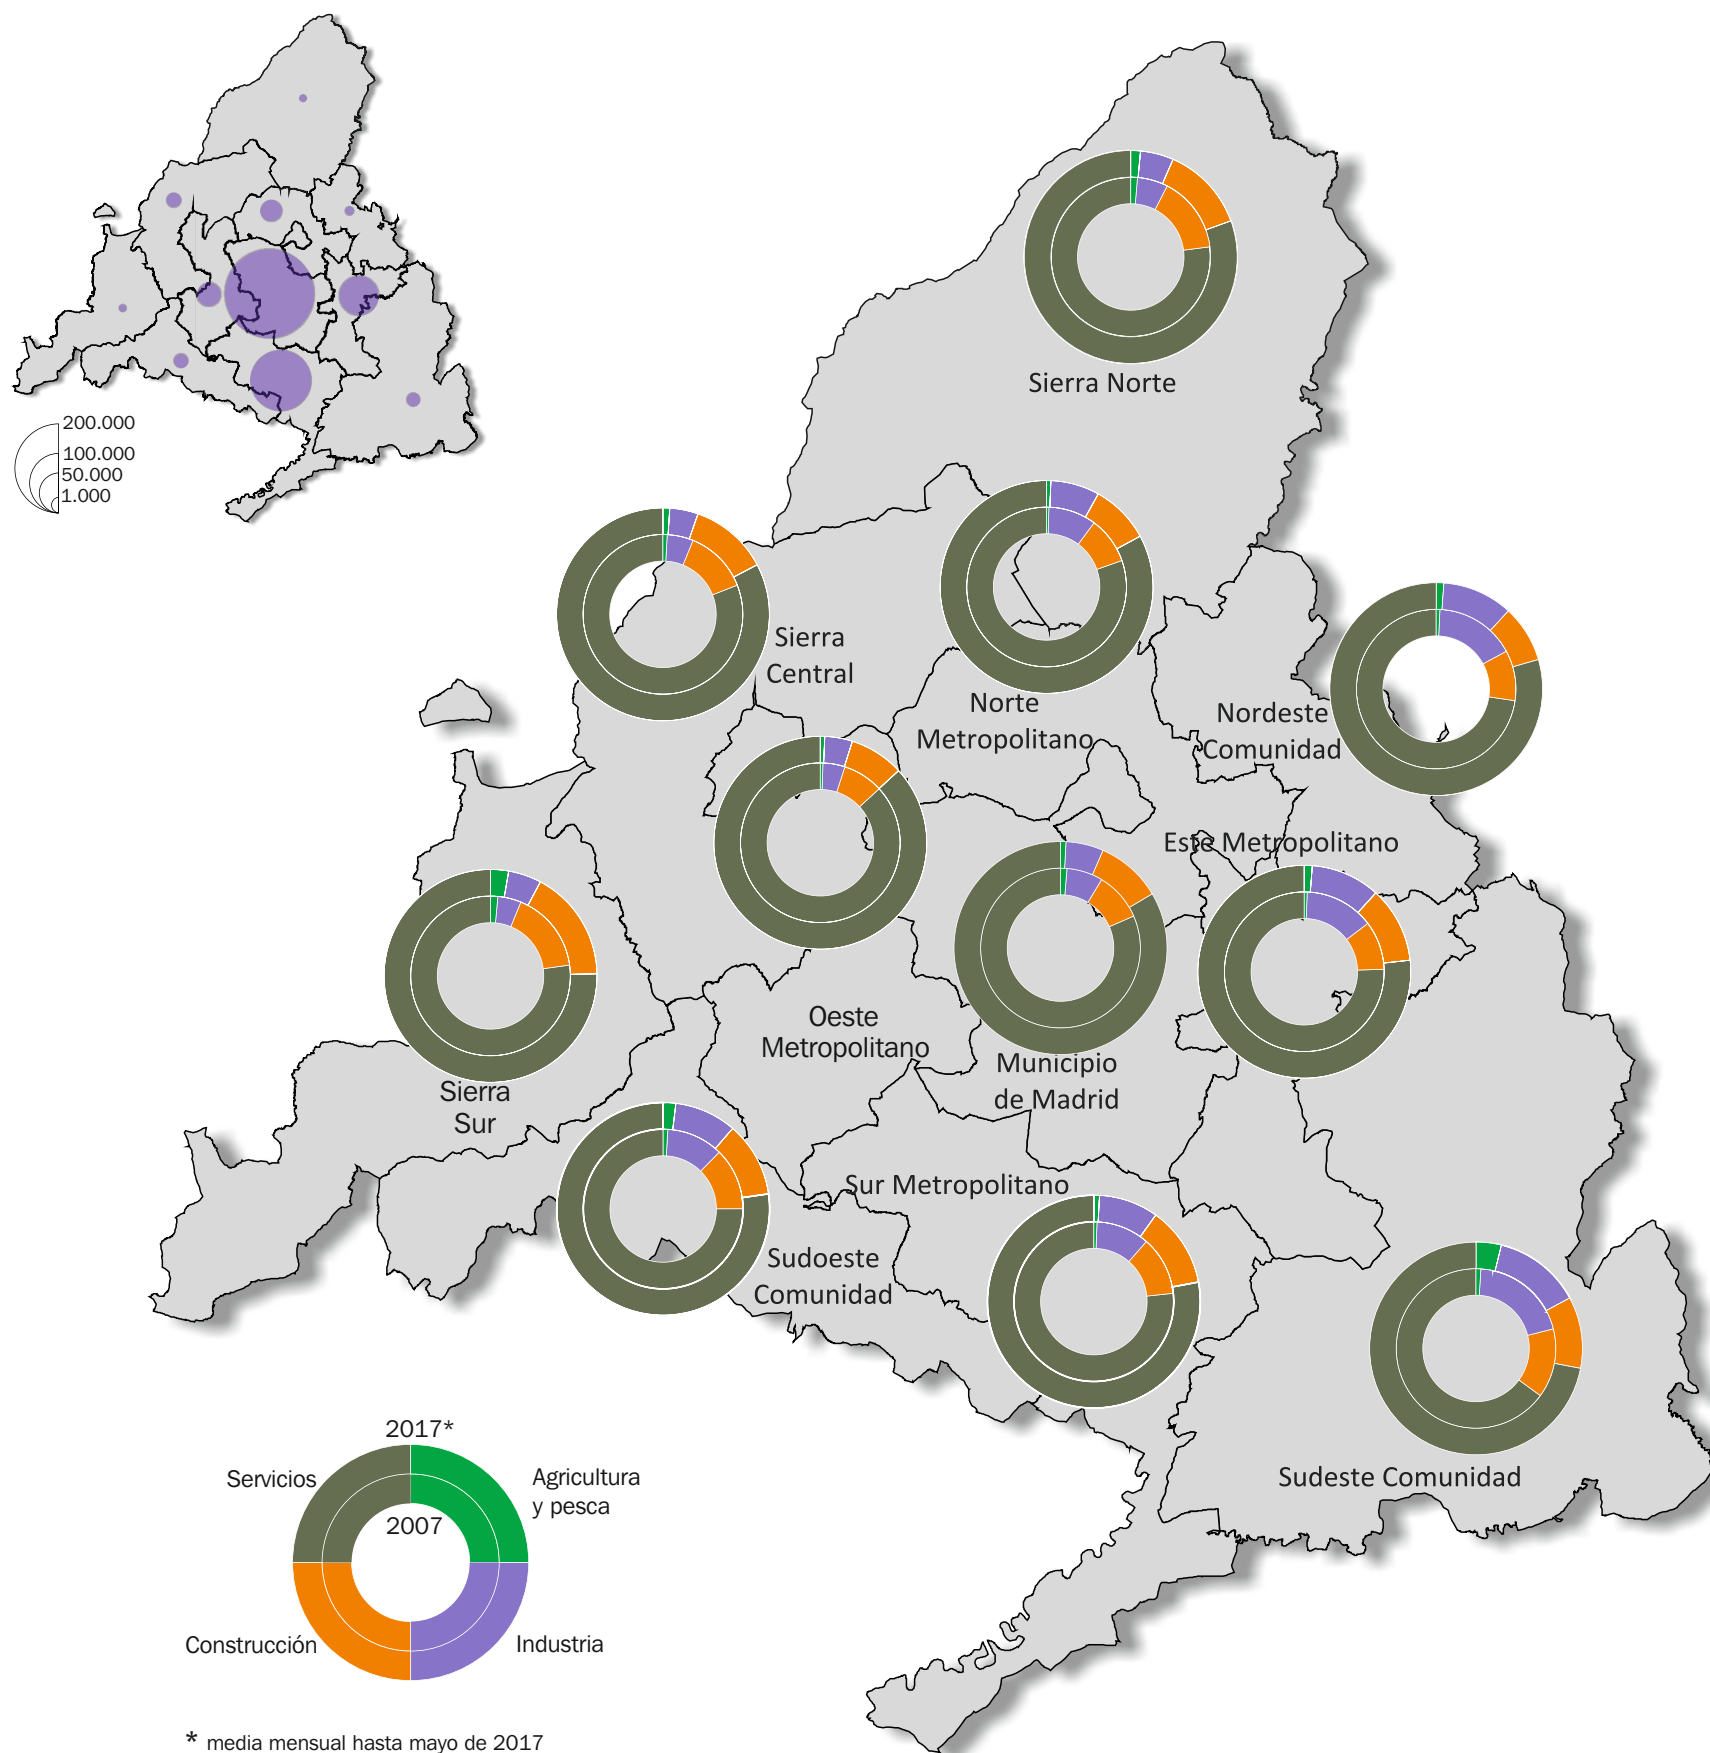 200.000
100.000
50.000
1.000
Sierra Norte
Sierra
Central
Norte
Metropolitano
Nordeste
Comunidad
Este Metropolitano
Oeste
Metropolitano
Municipio
de Madrid
Sierra
Sur
Sur Metropolitano
Sudoeste
Comunidad
Sudeste Comunidad
2017*
Servicios
Agricultura
y pesca
2007
Construcción
Industria
* media mensual hasta mayo de 2017